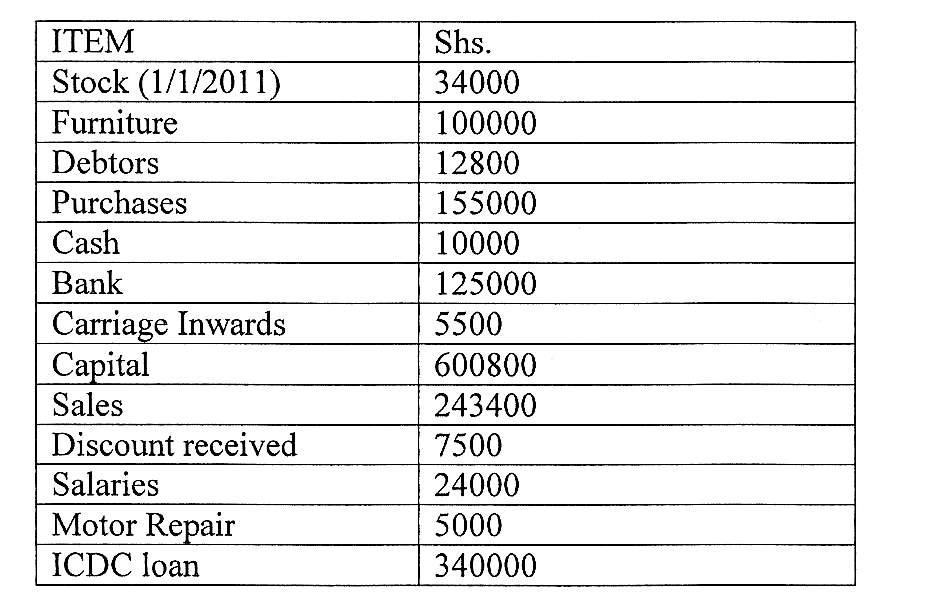 ITEM Shs.
Stock (1/1/2011) 34000
Furniture 100000
Debtors 12800
Purchases 155000
Cash 10000
Bank 125000
Carriage Inwards 5500
Capital 600800
Sales 243400
Discount received 7500
Salaries 24000
Motor Repair 5000
ICDC loan 340000